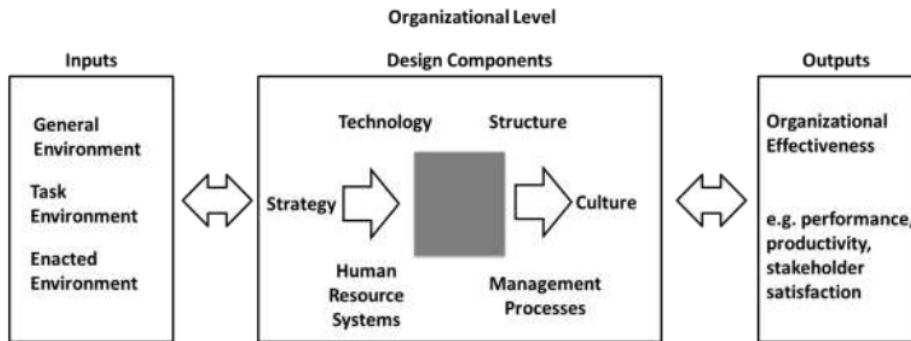 Organizational Level
Inputs
Design Components
Outputs
General
Environment
Task
Environment
Enacted
Environment
Technology
Structure
Strategy
Culture
Human
Resource
Systems
Management
Processes
Organizational
Effectiveness
e.g. performance,
productivity,
stakeholder
satisfaction